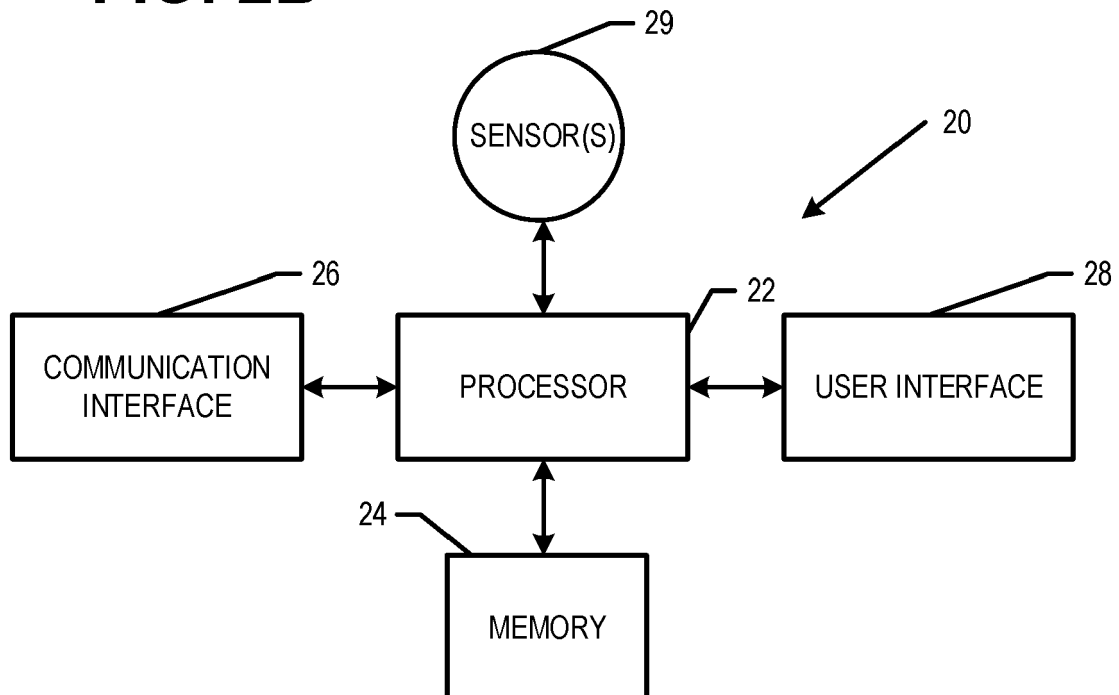 29
SENSOR(S)
20
26
22
28
COMMUNICATION
INTERFACE
PROCESSOR
USER INTERFACE
24
MEMORY